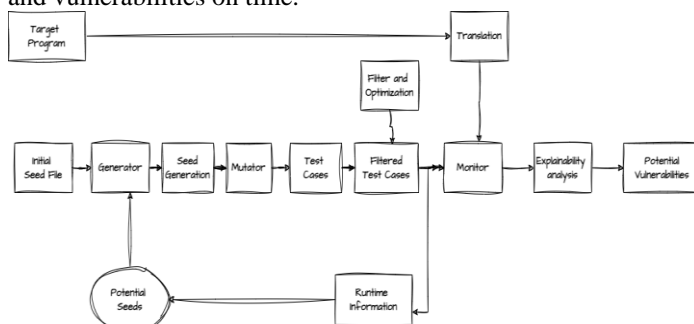 and vulnerabilities on time.
Target
Program
Translation
Filter and
Optimization
Initial
Seed File
Generator
Seed
Generation
Mutator
Test
Cases
Filtered
Test Cases
Monitor
Explainability
analysis
Potential
Vulnerabilities
Potential
Seeds
Runtime
Information